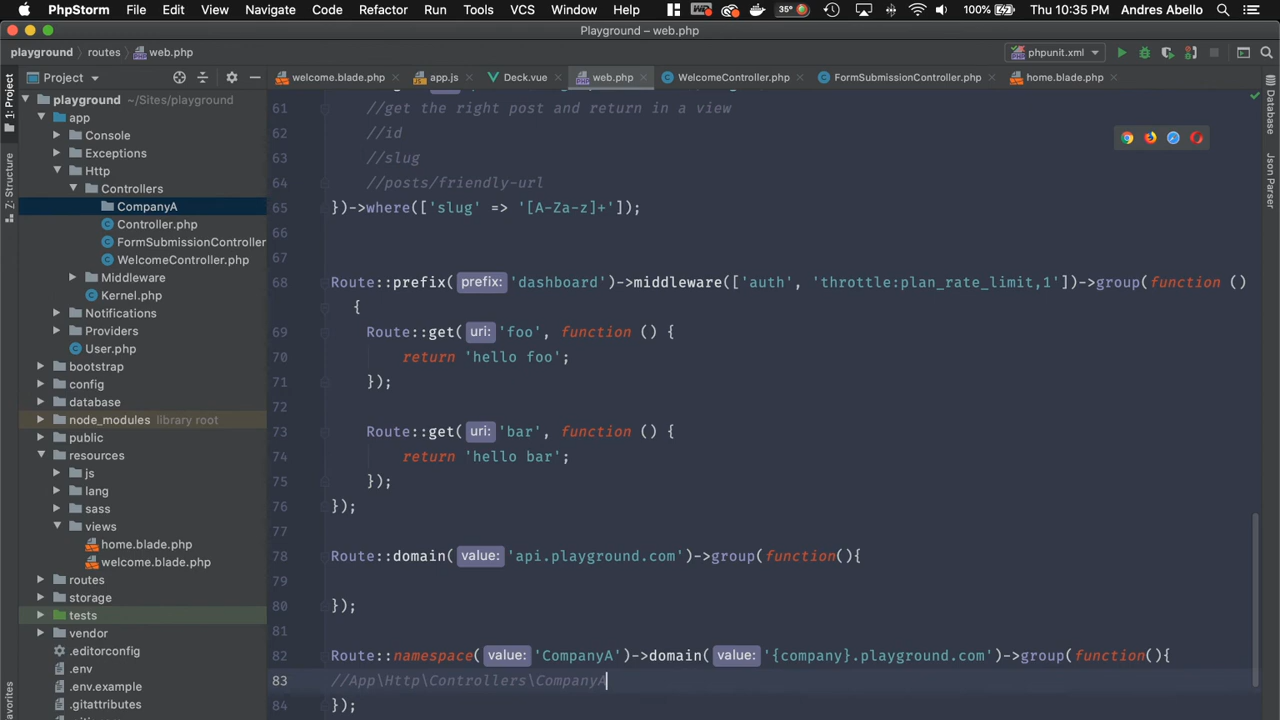 PhpStorm File Edit View Navigate Code Refactor Run Tools VCS Window Help 35° 100% Thu 10:35 PM Andres Abello
Playground – web.php
playground routes web.php phpunit.xml
Project welcome.blade.php app.js Deck.vue web.php WelcomeController.php FormSubmissionController.php home.blade.php
1: Project
Z: Structure
avorites
Database
Json Parser
playground ~/Sites/playground
app
Console
Exceptions
Http
Controllers
CompanyA
Controller.php
FormSubmissionController
WelcomeController.php
Middleware
Kernel.php
Notifications
Providers
User.php
bootstrap
config
database
node_modules library root
public
resources
js
lang
sass
views
home.blade.php
welcome.blade.php
routes
storage
tests
vendor
.editorconfig
.env
.env.example
.gitattributes
61 //get the right post and return in a view
62 //id
63 //slug
64 //posts/friendly-url
65 })->where(['slug' => '[A-Za-z]+']);
66
67
68 Route::prefix( prefix: 'dashboard')->middleware(['auth', 'throttle:plan_rate_limit,1'])->group(function ()
{
69 Route::get( uri: 'foo', function () {
70 return 'hello foo';
71 });
72
73 Route::get( uri: 'bar', function () {
74 return 'hello bar';
75 });
76 });
77
78 Route::domain( value: 'api.playground.com')->group(function(){
79
80 });
81
82 Route::namespace( value: 'CompanyA')->domain( value: '{company}.playground.com')->group(function(){
83 //App\Http\Controllers\CompanyA
84 });